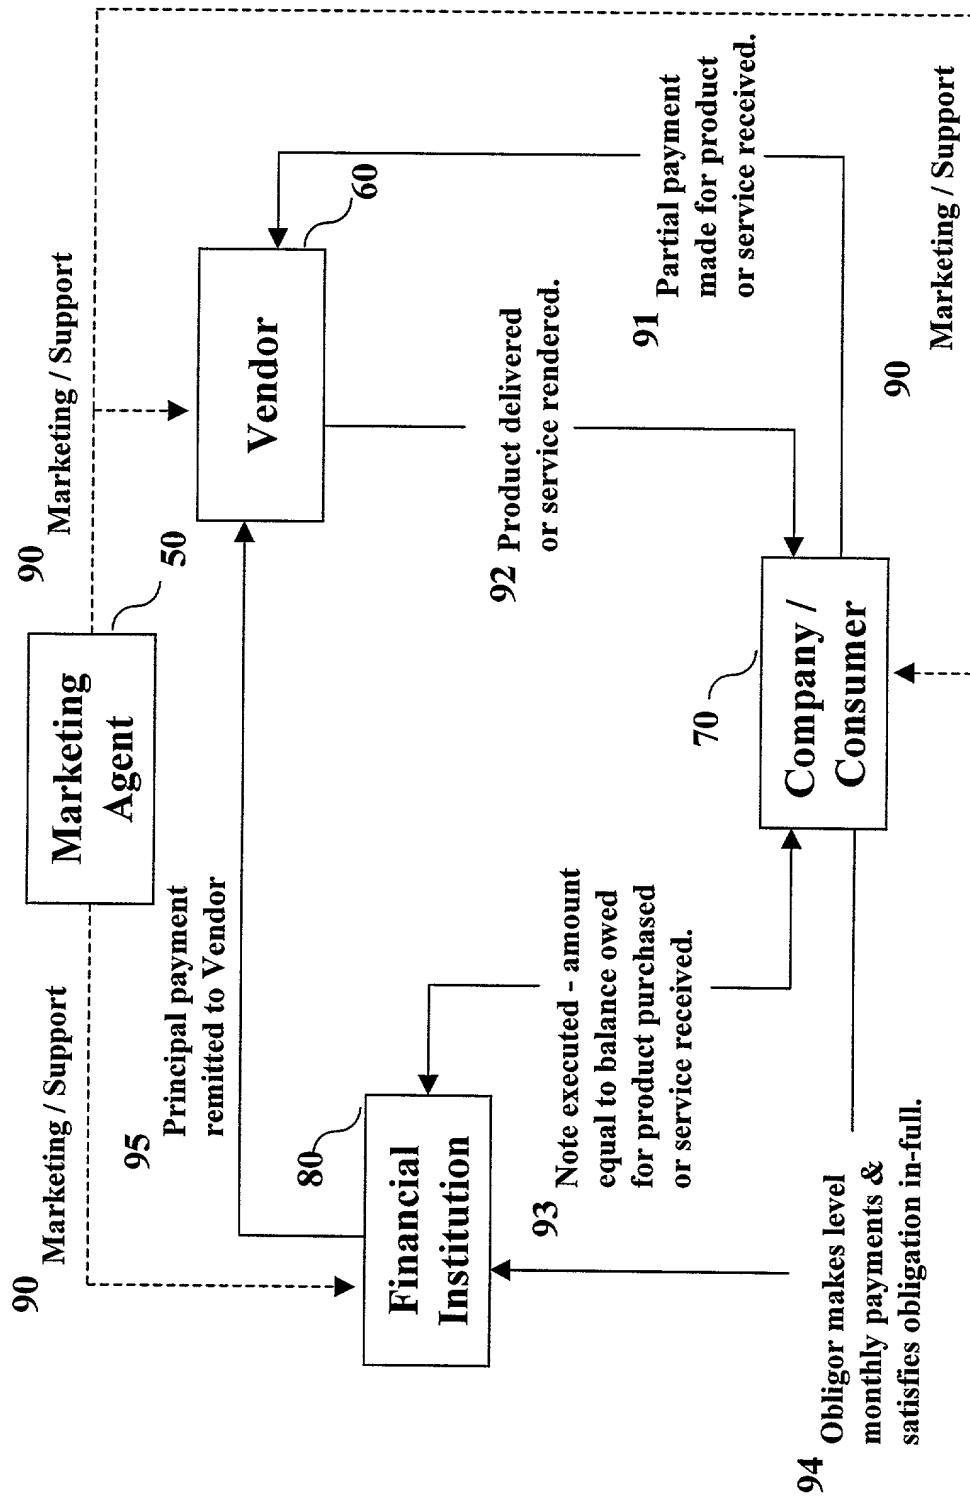 90
Marketing / Support
Marketing
Agent
50
90
Marketing / Support
95
Principal payment
remitted to Vendor
Financial
Institution
80
Vendor
60
93
Note executed - amount
equal to balance owed
for product purchased
or service received.
92
Product delivered
or service rendered.
91
Partial payment
made for product
or service received.
70
Company /
Consumer
94
Obligor makes level
monthly payments &
satisfies obligation in-full.
90
Marketing / Support